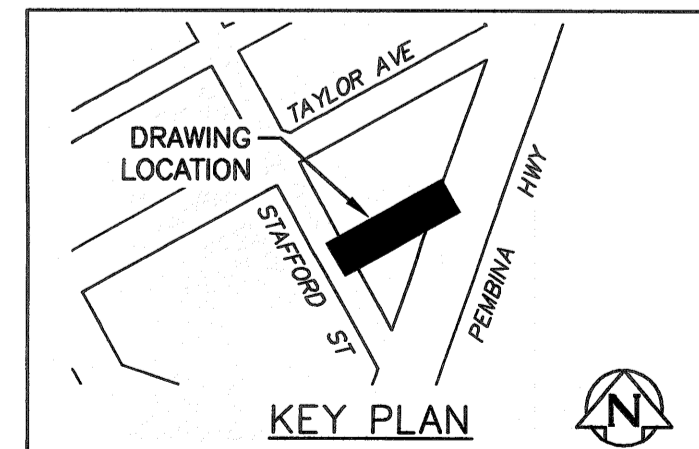 TAYLOR AVE
DRAWING
LOCATION
HWY
STAFFORD ST
PEMBINA
KEY PLAN
N